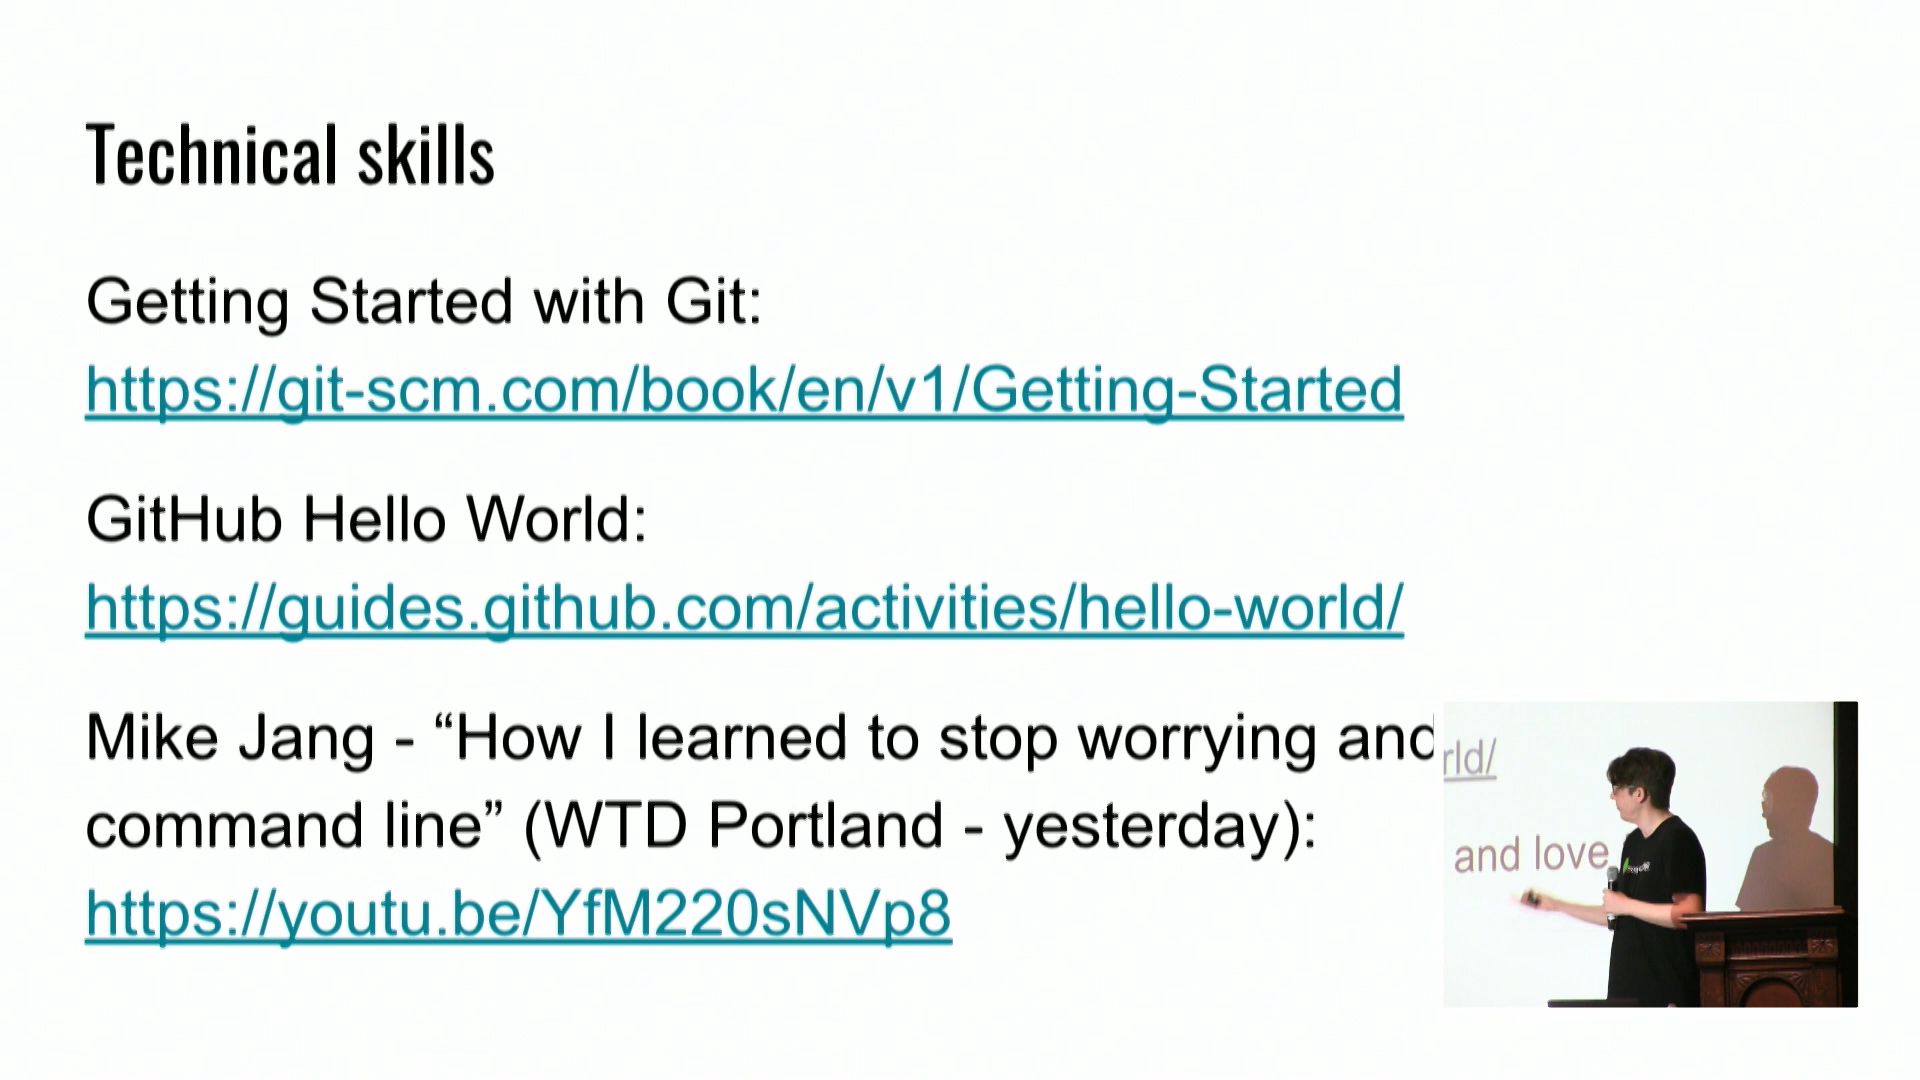 Technical skills
Getting Started with Git:
https://git-scm.com/book/en/v1/Getting-Started
GitHub Hello World:
https://guides.github.com/activities/hello-world/
Mike Jang - “How I learned to stop worrying and
command line” (WTD Portland - yesterday):
https://youtu.be/YfM220sNVp8
rld/
and love